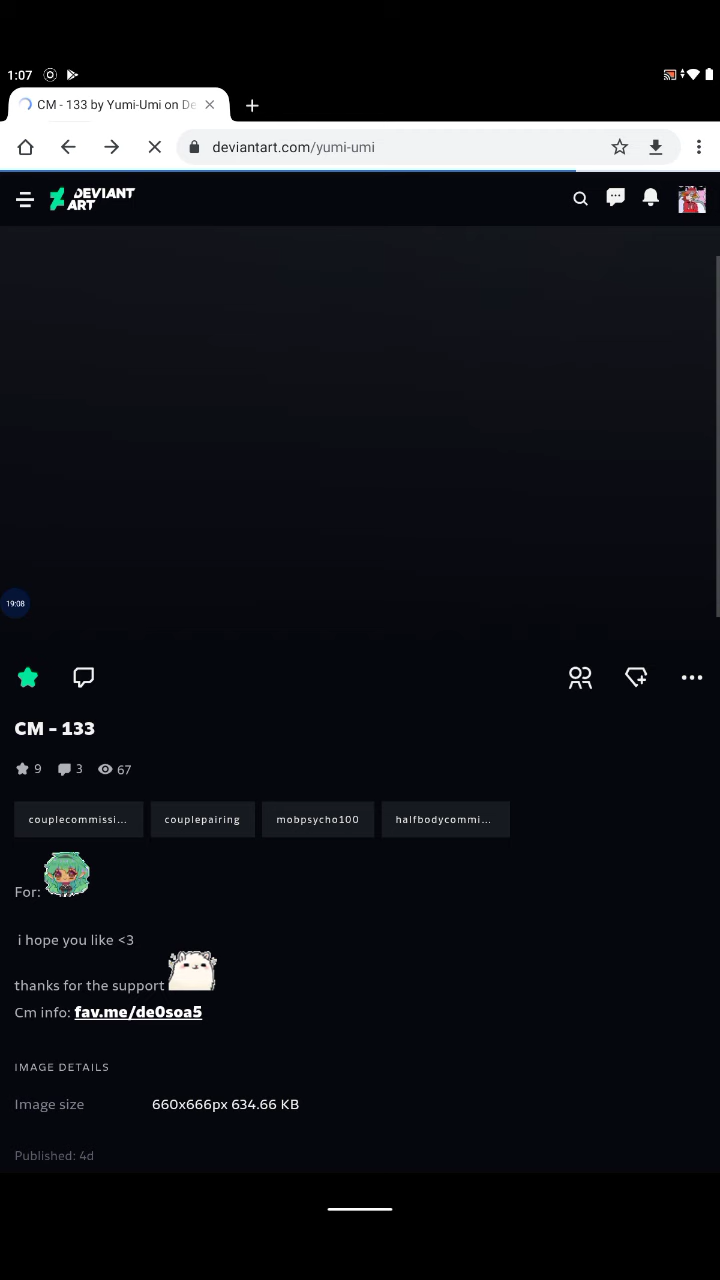 1:07
CM - 133 by Yumi-Umi on De
deviantart.com/yumi-umi
DEVIANT
ART
19:08
CM - 133
9 3 67
couplecommissi... couplepairing mobpsycho100 halfbodycommi...
For:
i hope you like <3
thanks for the support
Cm info: fav.me/de0soa5
IMAGE DETAILS
Image size 660x666px 634.66 KB
Published: 4d